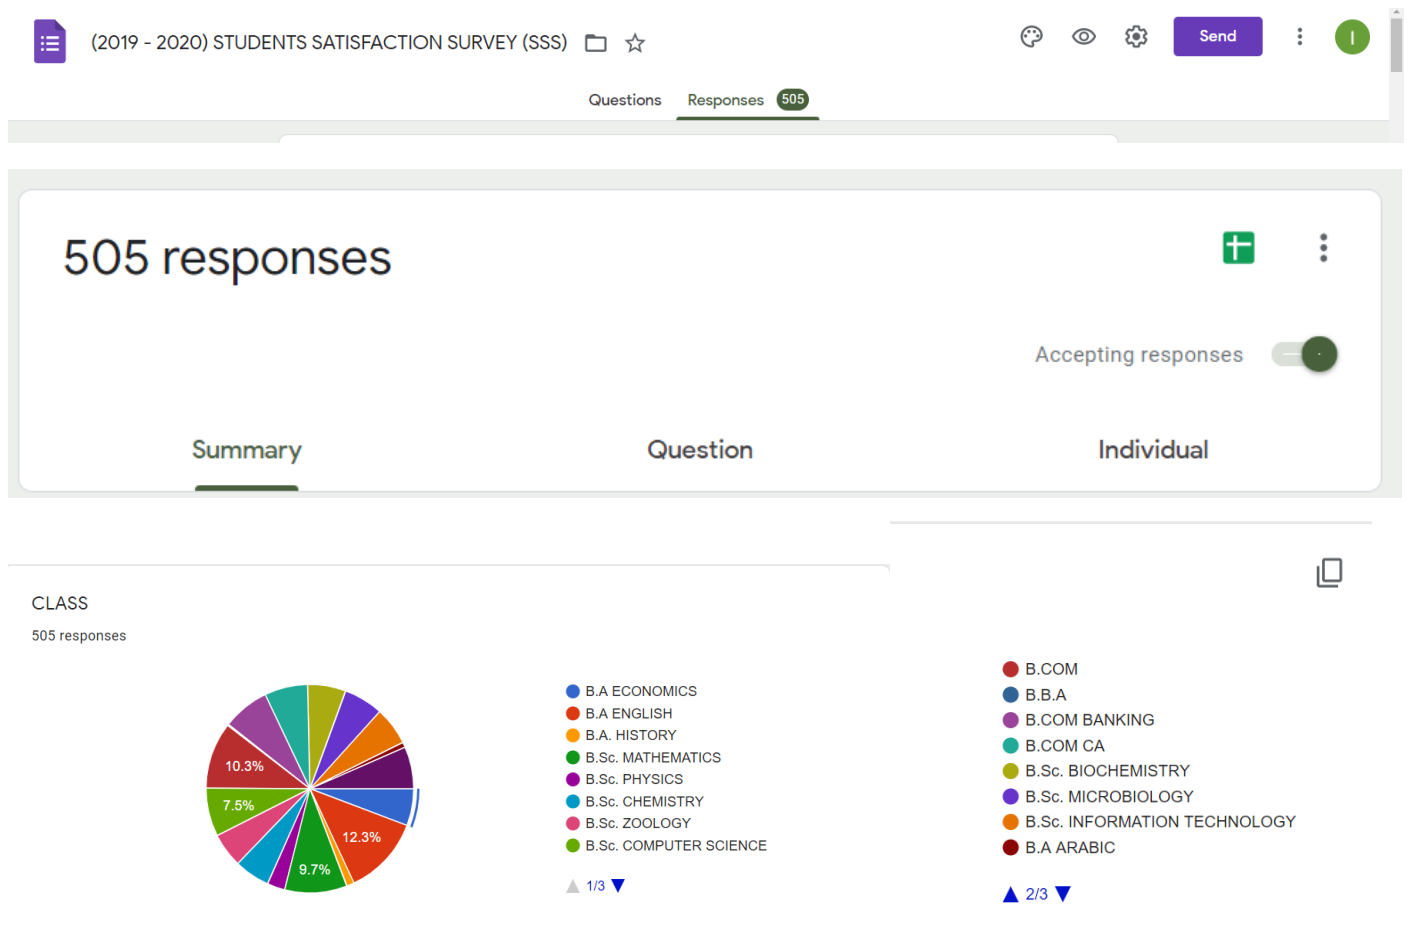 (2019 - 2020) STUDENTS SATISFACTION SURVEY (SSS)
Send
I
Questions Responses 505
505 responses
Accepting responses
Summary Question Individual
CLASS
505 responses
10.3%
7.5%
9.7%
12.3%
B.A ECONOMICS
B.A ENGLISH
B.A. HISTORY
B.Sc. MATHEMATICS
B.Sc. PHYSICS
B.Sc. CHEMISTRY
B.Sc. ZOOLOGY
B.Sc. COMPUTER SCIENCE
1/3
B.COM
B.B.A
B.COM BANKING
B.COM CA
B.Sc. BIOCHEMISTRY
B.Sc. MICROBIOLOGY
B.Sc. INFORMATION TECHNOLOGY
B.A ARABIC
2/3